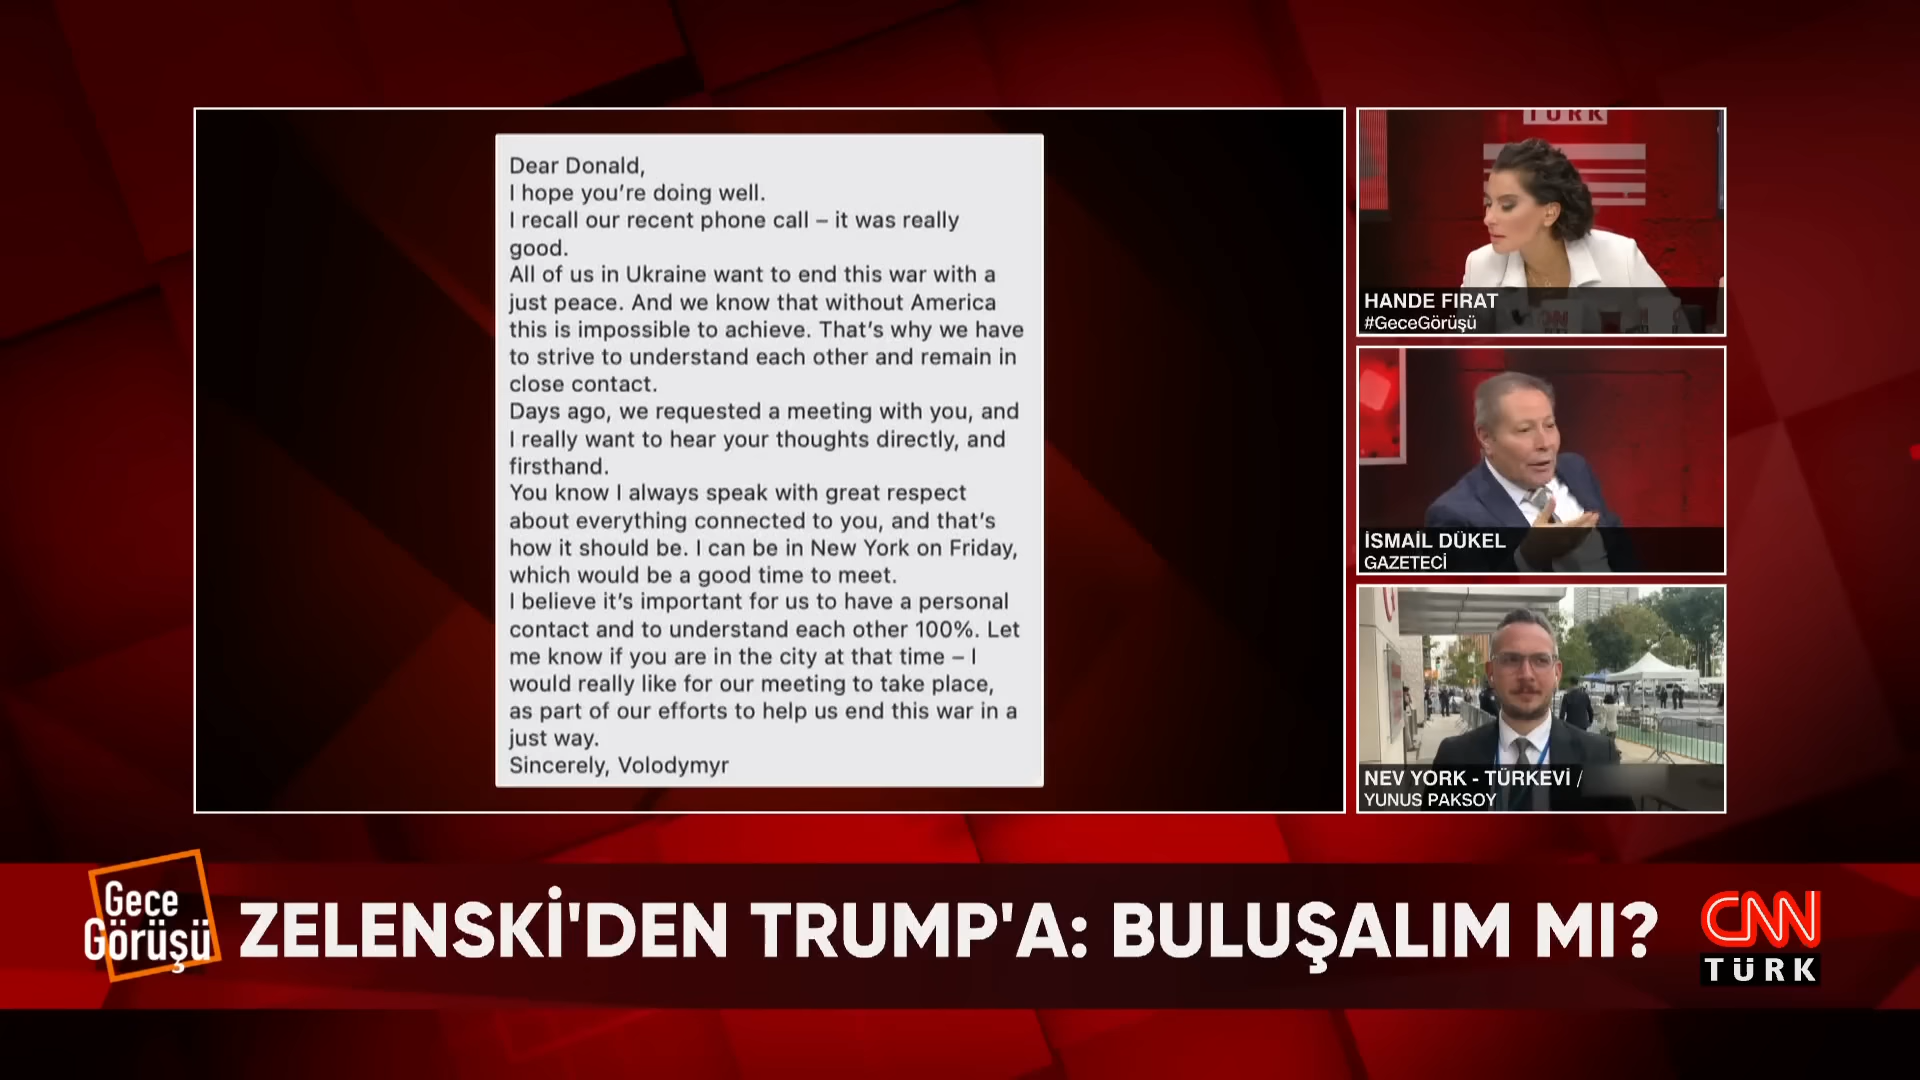 Dear Donald,
I hope you're doing well.
I recall our recent phone call – it was really
good.
All of us in Ukraine want to end this war with a
just peace. And we know that without America
this is impossible to achieve. That's why we have
to strive to understand each other and remain in
close contact.
Days ago, we requested a meeting with you, and
I really want to hear your thoughts directly, and
firsthand.
You know I always speak with great respect
about everything connected to you, and that's
how it should be. I can be in New York on Friday,
which would be a good time to meet.
I believe it's important for us to have a personal
contact and to understand each other 100%. Let
me know if you are in the city at that time – I
would really like for our meeting to take place,
as part of our efforts to help us end this war in a
just way.
Sincerely, Volodymyr
TÜRK
HANDE FIRAT
#GeceGörüşü
İSMAİL DÜKEL
GAZETECİ
NEV YORK - TÜRKEVİ /
YUNUS PAKSOY
Gece
Görüşü
ZELENSKİ'DEN TRUMP'A: BULUŞALIM MI?
CNN
TÜRK